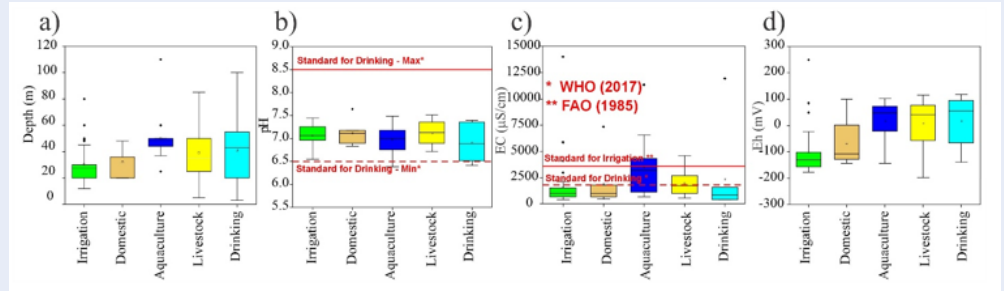 a)
b)
c)
d)
Depth (m)
120
100
80
60
40
20
0
Irrigation
Domestic
Aquaculture
Livestock
Drinking
pH
9.0
8.5
8.0
7.5
7.0
6.5
6.0
5.5
Standard for Drinking - Max*
Standard for Drinking - Min*
Irrigation
Domestic
Aquaculture
Livestock
Drinking
EC (µS/cm)
15000
12500
10000
7500
5000
2500
0
* WHO (2017)
** FAO (1985)
Standard for Irrigation **
Standard for Drinking *
Irrigation
Domestic
Aquaculture
Livestock
Drinking
Eh (mV)
300
200
100
0
-100
-200
-300
Irrigation
Domestic
Aquaculture
Livestock
Drinking